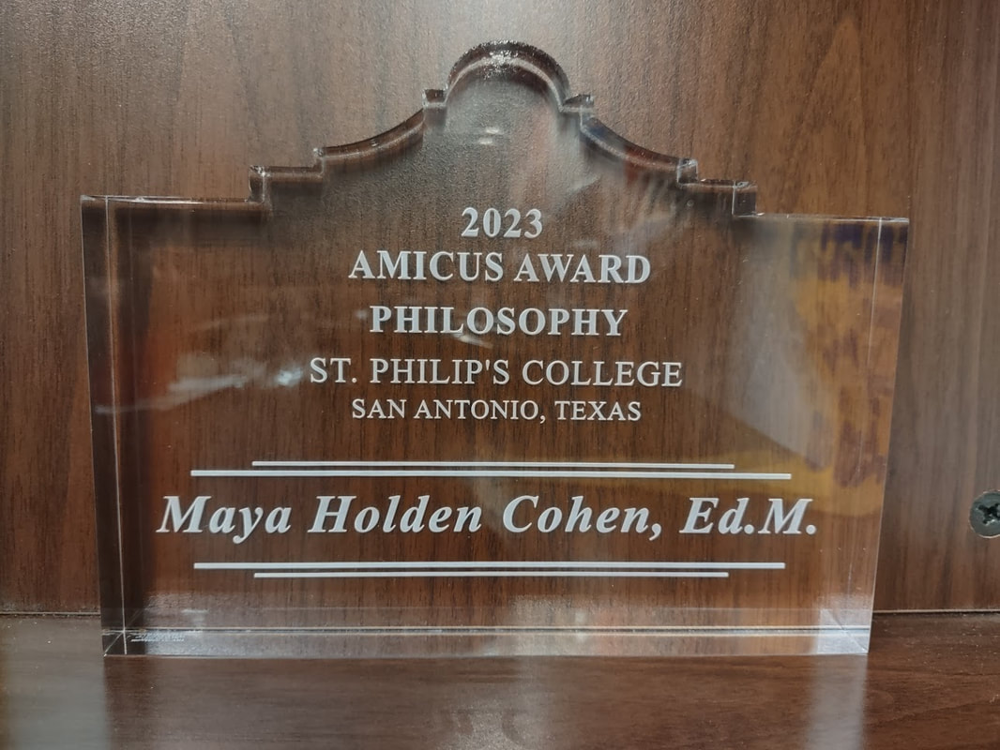 2023
AMICUS AWARD
PHILOSOPHY
ST. PHILIP'S COLLEGE
SAN ANTONIO, TEXAS
Maya Holden Cohen, Ed.M.